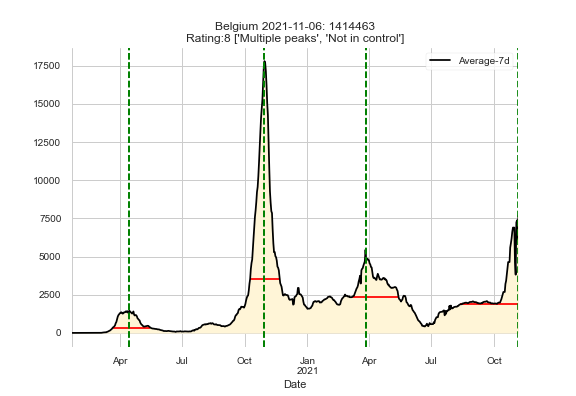 Belgium 2021-11-06: 1414463
Rating:8 ['Multiple peaks', 'Not in control']
Average-7d
17500
15000
12500
10000
7500
5000
2500
0
Apr Jul Oct Jan Apr Jul Oct
2021
Date